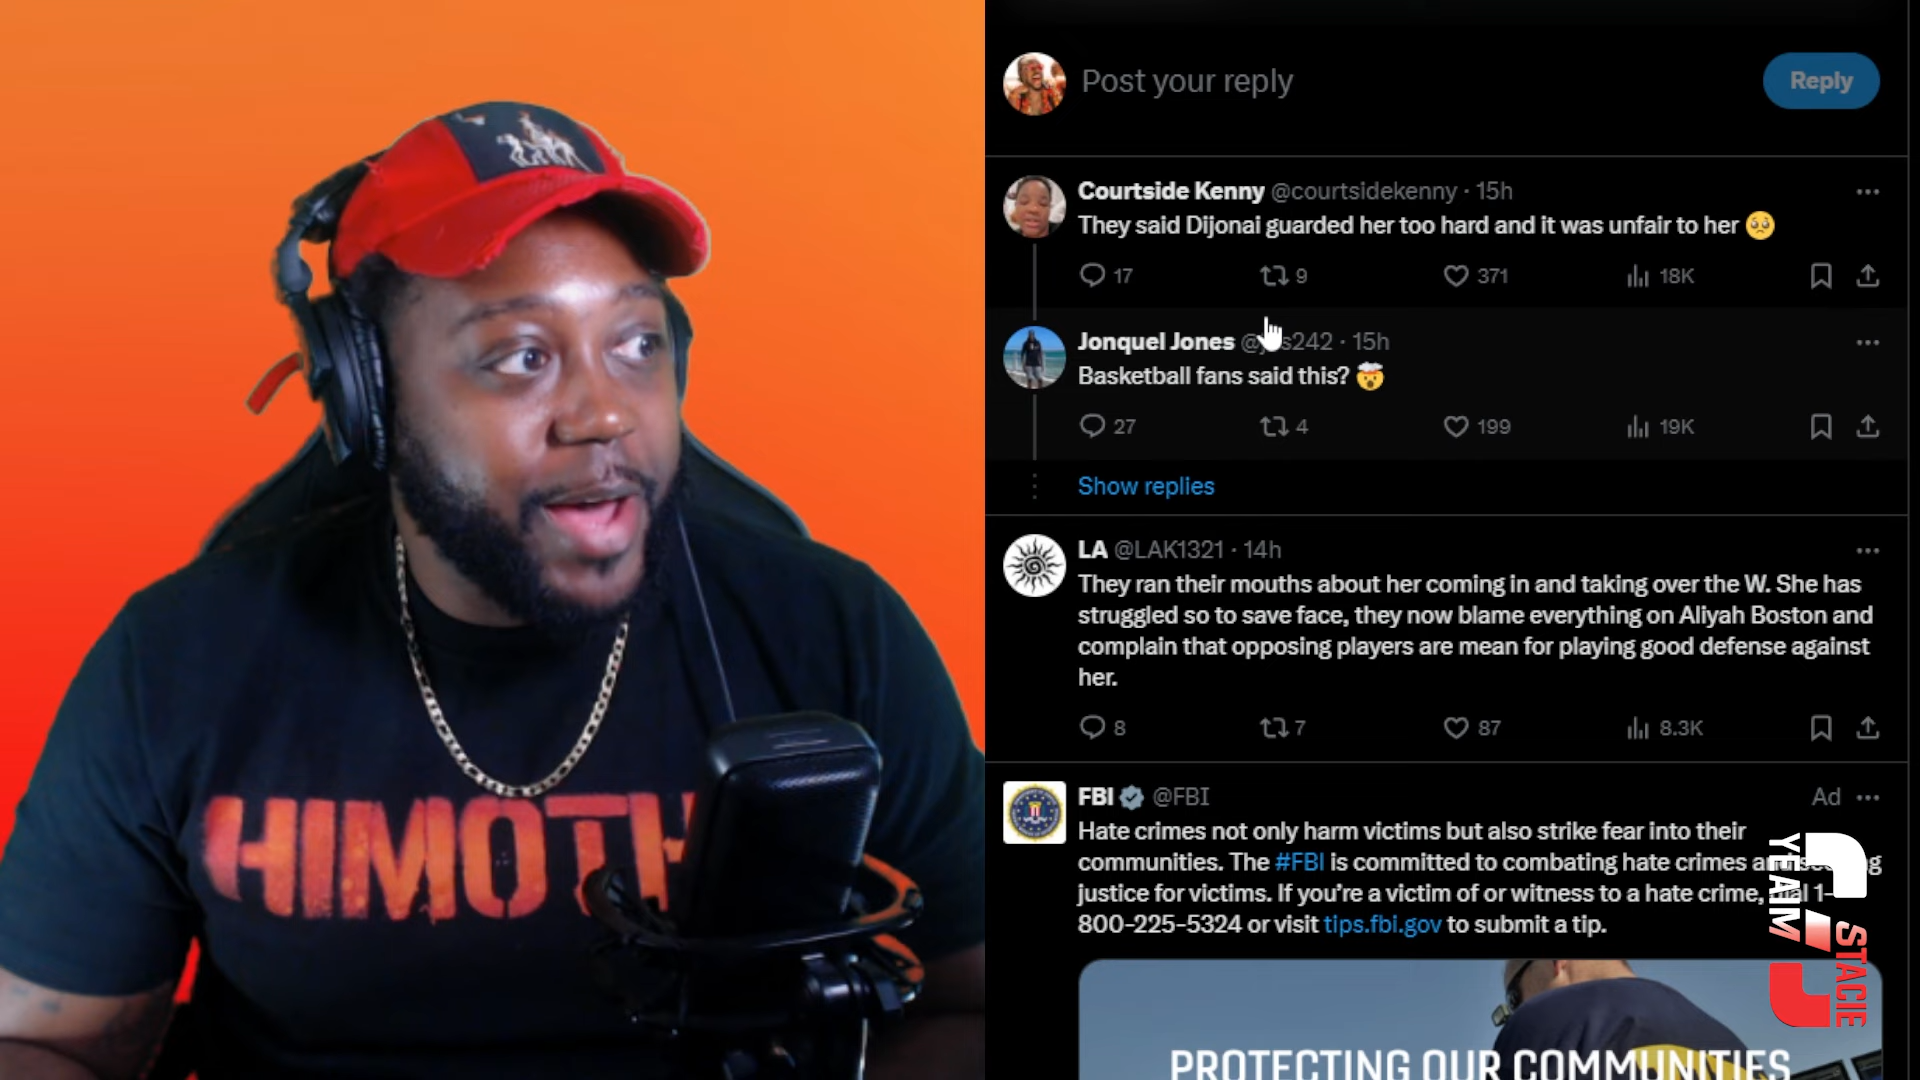 HIMOTH
Post your reply
Reply
Courtside Kenny @courtsidekenny · 15h
They said Dijonai guarded her too hard and it was unfair to her 🥺
17 9 371 18K
Jonquel Jones 242 · 15h
Basketball fans said this? 🤯
27 4 199 19K
Show replies
LA @LAK1321 · 14h
They ran their mouths about her coming in and taking over the W. She has
struggled so to save face, they now blame everything on Aliyah Boston and
complain that opposing players are mean for playing good defense against
her.
8 7 87 8.3K
FBI @FBI
Ad
Hate crimes not only harm victims but also strike fear into their
communities. The #FBI is committed to combating hate crimes
justice for victims. If you're a victim of or witness to a hate crime, 1-
800-225-5324 or visit tips.fbi.gov to submit a tip.
PROTECTING OUR COMMUNITIES
YEAIM
STACIE